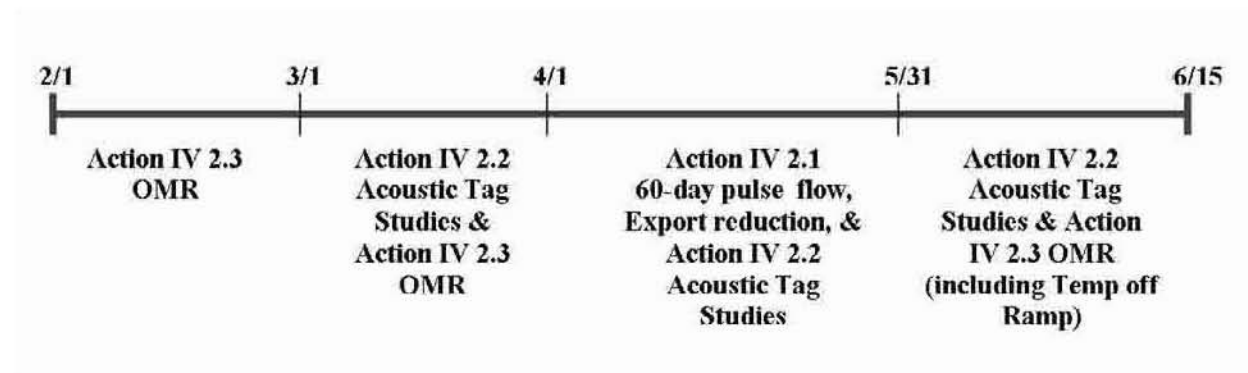 2/1
3/1
4/1
5/31
6/15
Action IV 2.3
OMR
Action IV 2.2
Acoustic Tag
Studies &
Action IV 2.3
OMR
Action IV 2.1
60-day pulse flow,
Export reduction, &
Action IV 2.2
Acoustic Tag
Studies
Action IV 2.2
Acoustic Tag
Studies & Action
IV 2.3 OMR
(including Temp off
Ramp)